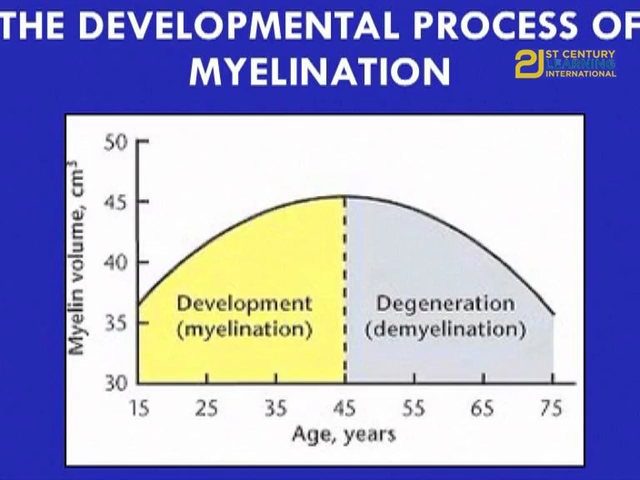 THE DEVELOPMENTAL PROCESS OF
MYELINATION
21 ST CENTURY
LEARNING
INTERNATIONAL
Myelin volume, cm³
50
45
40
35
30
Development
(myelination)
Degeneration
(demyelination)
15 25 35 45 55 65 75
Age, years